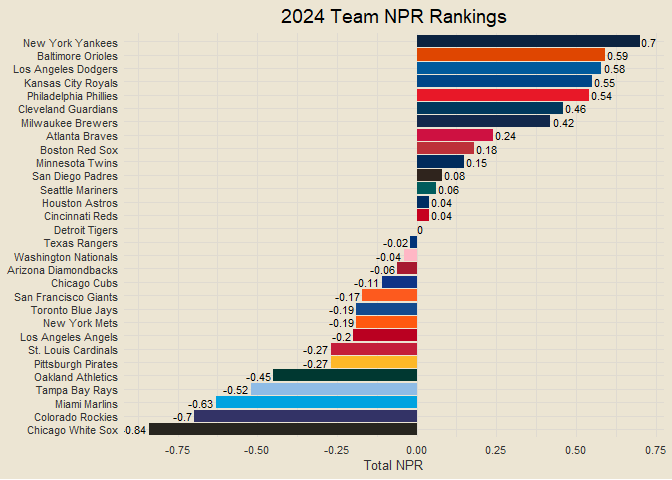 2024 Team NPR Rankings
New York Yankees 0.7
Baltimore Orioles 0.59
Los Angeles Dodgers 0.58
Kansas City Royals 0.55
Philadelphia Phillies 0.54
Cleveland Guardians 0.46
Milwaukee Brewers 0.42
Atlanta Braves 0.24
Boston Red Sox 0.18
Minnesota Twins 0.15
San Diego Padres 0.08
Seattle Mariners 0.06
Houston Astros 0.04
Cincinnati Reds 0.04
Detroit Tigers 0
Texas Rangers -0.02
Washington Nationals -0.04
Arizona Diamondbacks -0.06
Chicago Cubs -0.11
San Francisco Giants -0.17
Toronto Blue Jays -0.19
New York Mets -0.19
Los Angeles Angels -0.2
St. Louis Cardinals -0.27
Pittsburgh Pirates -0.27
Oakland Athletics -0.45
Tampa Bay Rays -0.52
Miami Marlins -0.63
Colorado Rockies -0.7
Chicago White Sox -0.84
-0.75 -0.50 -0.25 0.00 0.25 0.50 0.75
Total NPR